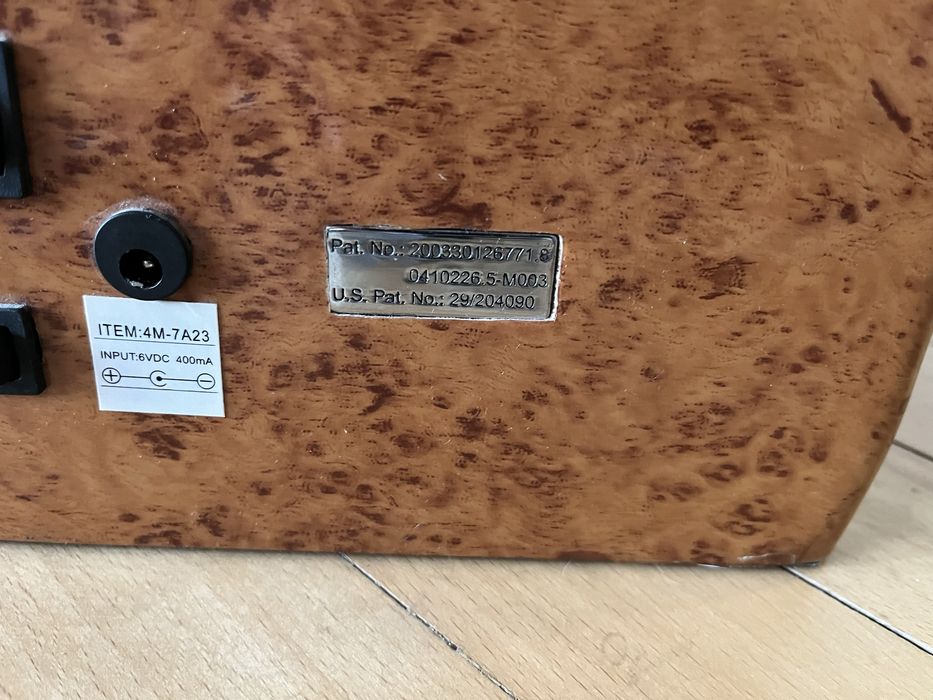 Pat. No.: 200330126771.8
0410226.5-M003
U.S. Pat. No.: 29/204090
ITEM:4M-7A23
INPUT:6VDC 400mA
+ -